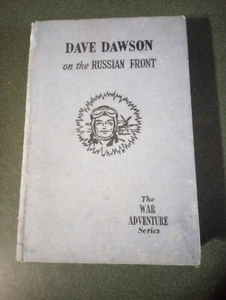 DAVE DAWSON
on the RUSSIAN FRONT
The
WAR
ADVENTURE
Series